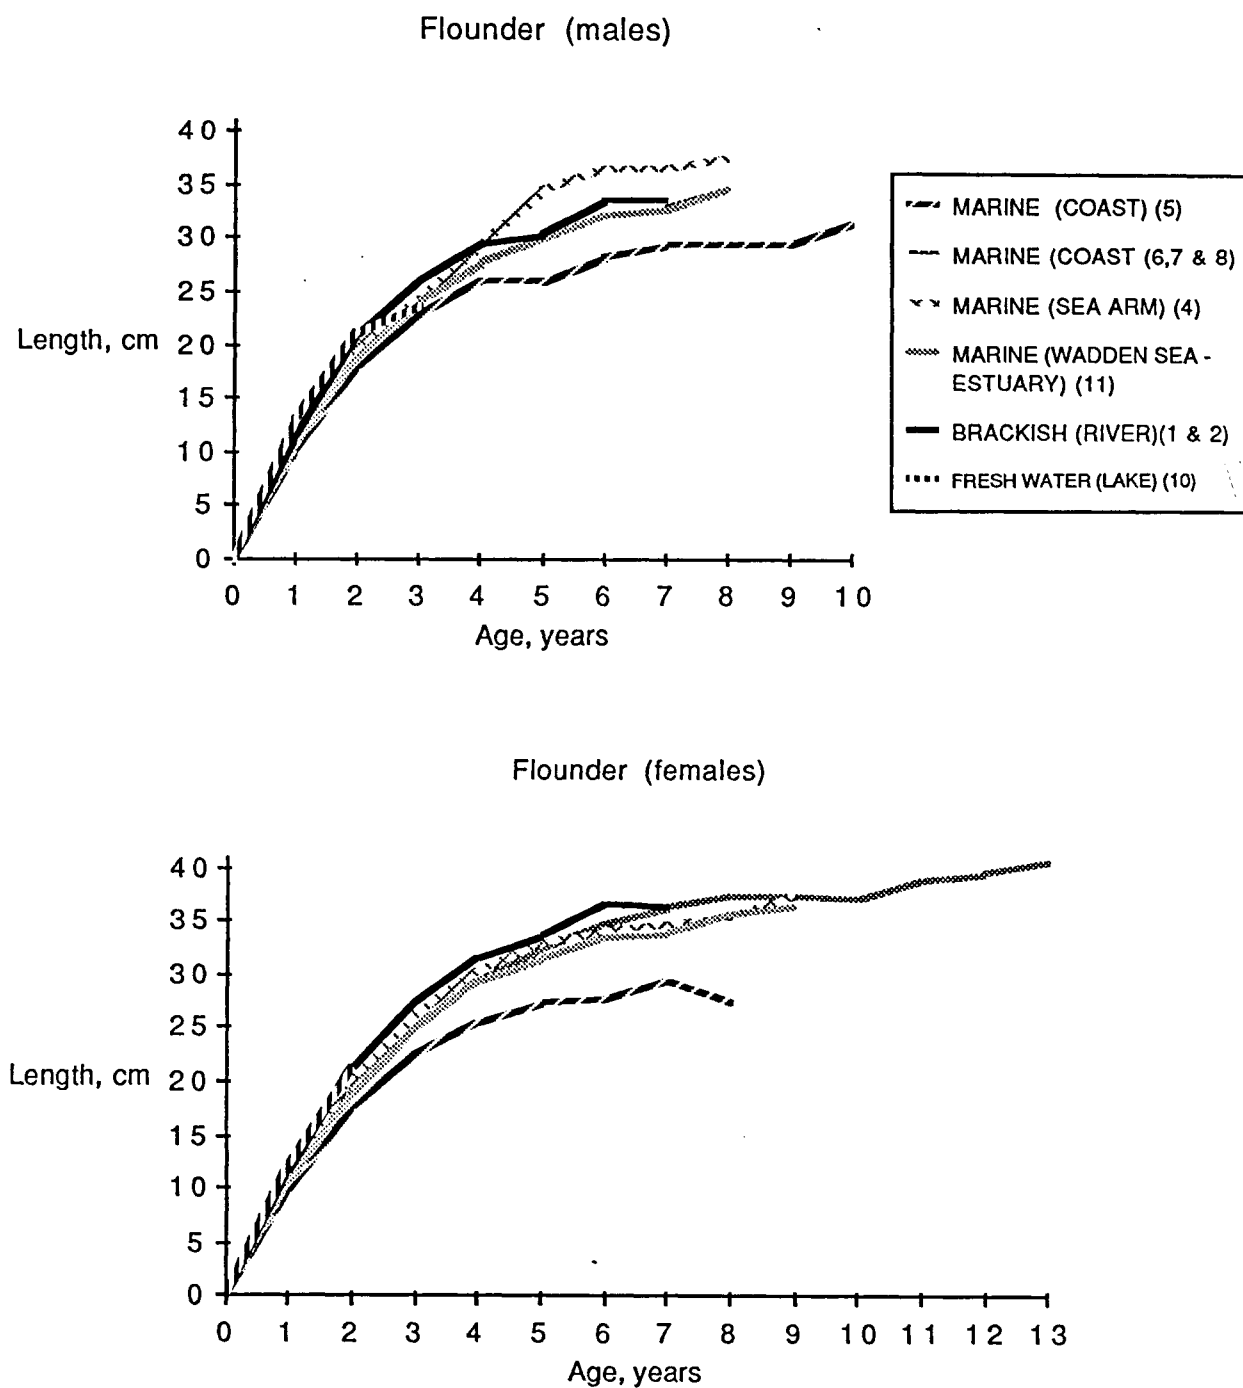 Flounder (males)
40
35
30
25
Length, cm 20
15
10
5
0
0 1 2 3 4 5 6 7 8 9 10
Age, years
MARINE (COAST) (5)
MARINE (COAST (6,7 & 8)
MARINE (SEA ARM) (4)
MARINE (WADDEN SEA -
ESTUARY) (11)
BRACKISH (RIVER)(1 & 2)
FRESH WATER (LAKE) (10)
Flounder (females)
40
35
30
25
Length, cm 20
15
10
5
0
0 1 2 3 4 5 6 7 8 9 10 11 12 13
Age, years